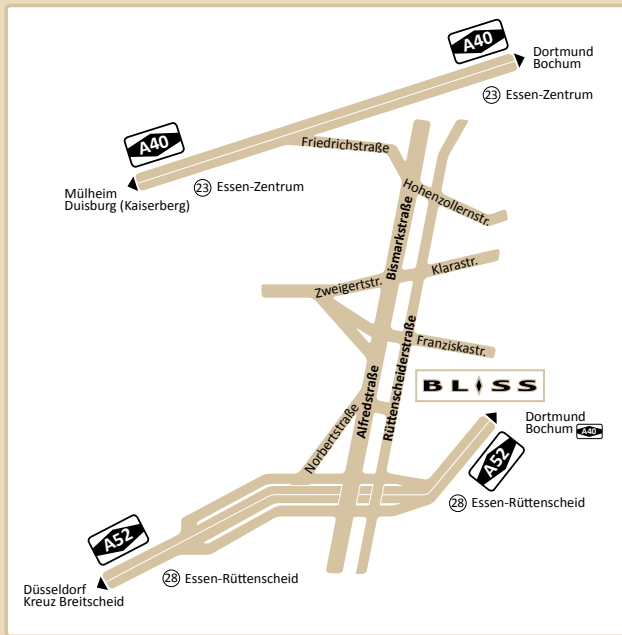 A40
Dortmund
Bochum
23 Essen-Zentrum
A40
Friedrichstraße
23 Essen-Zentrum
Mülheim
Duisburg (Kaiserberg)
Hohenzollernstr.
Bismarkstraße
Klarastr.
Zweigertstr.
Franziskastr.
Rüttenscheiderstraße
Alfredstraße
BLISS
Norbertstraße
Dortmund
Bochum A40
A52
28 Essen-Rüttenscheid
A52
28 Essen-Rüttenscheid
Düsseldorf
Kreuz Breitscheid